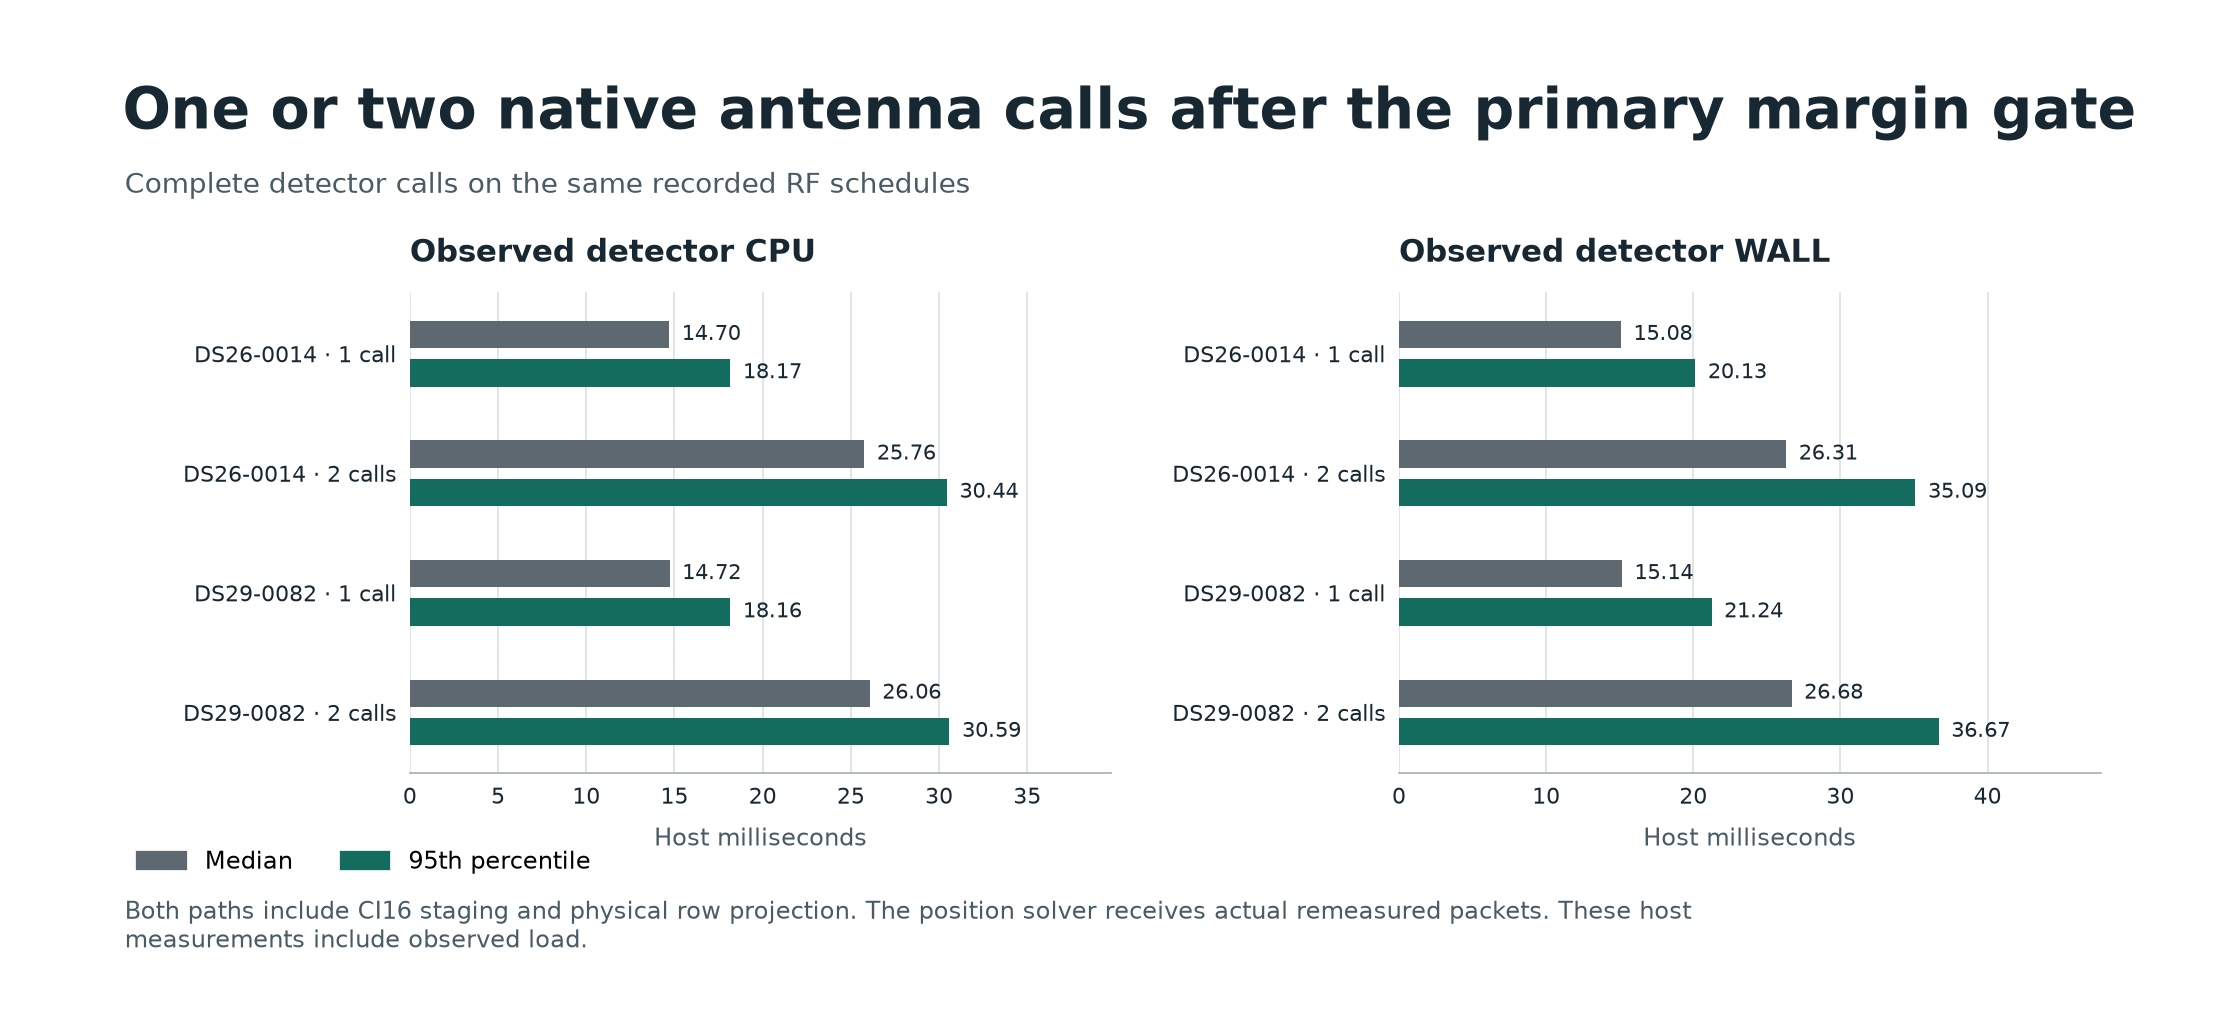 One or two native antenna calls after the primary margin gate
Complete detector calls on the same recorded RF schedules
Observed detector CPU
DS26-0014 · 1 call
14.70
18.17
DS26-0014 · 2 calls
25.76
30.44
DS29-0082 · 1 call
14.72
18.16
DS29-0082 · 2 calls
26.06
30.59
0 5 10 15 20 25 30 35
Host milliseconds
Observed detector WALL
DS26-0014 · 1 call
15.08
20.13
DS26-0014 · 2 calls
26.31
35.09
DS29-0082 · 1 call
15.14
21.24
DS29-0082 · 2 calls
26.68
36.67
0 10 20 30 40
Host milliseconds
Median 95th percentile
Both paths include CI16 staging and physical row projection. The position solver receives actual remeasured packets. These host
measurements include observed load.